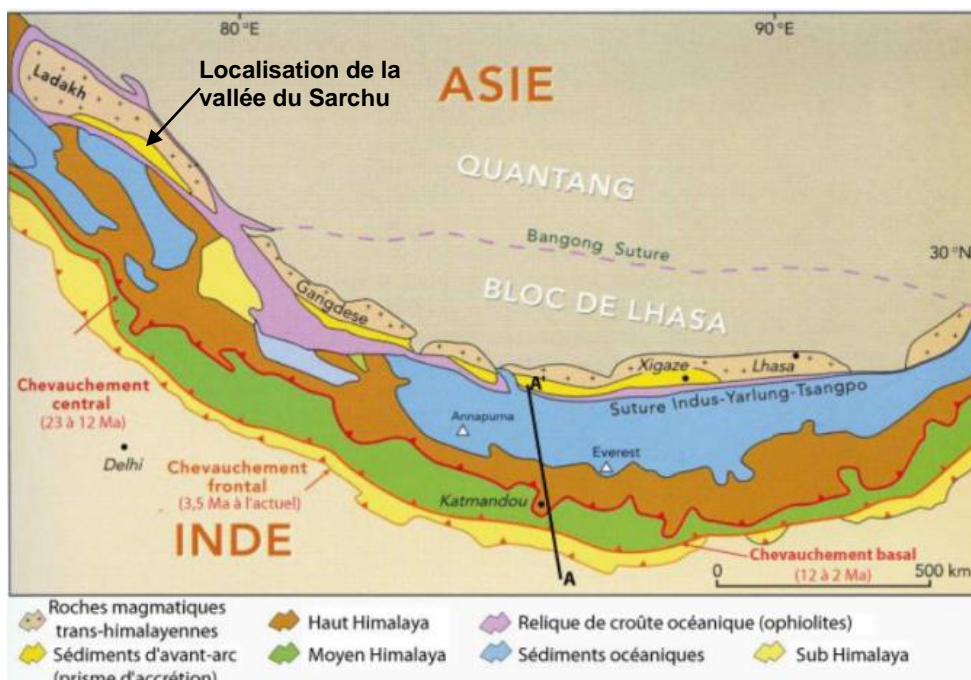 80 °E
90 °E
Localisation de la
vallée du Sarchu
Ladakh
ASIE
QUANTANG
Bangong Suture
30 °N
BLOC DE LHASA
Gangdese
Xigaze
Lhasa
A'
Suture Indus-Yarlung-Tsangpo
Chevauchement
central
(23 à 12 Ma)
Annapurna
Everest
Delhi
Chevauchement
frontal
(3,5 Ma à l'actuel)
Katmandou
INDE
A
Chevauchement basal
(12 à 2 Ma)
0 500 km
Roches magmatiques
trans-himalayennes
Haut Himalaya
Relique de croûte océanique (ophiolites)
Sédiments d'avant-arc
(prisme d'accrétion)
Moyen Himalaya
Sédiments océaniques
Sub Himalaya